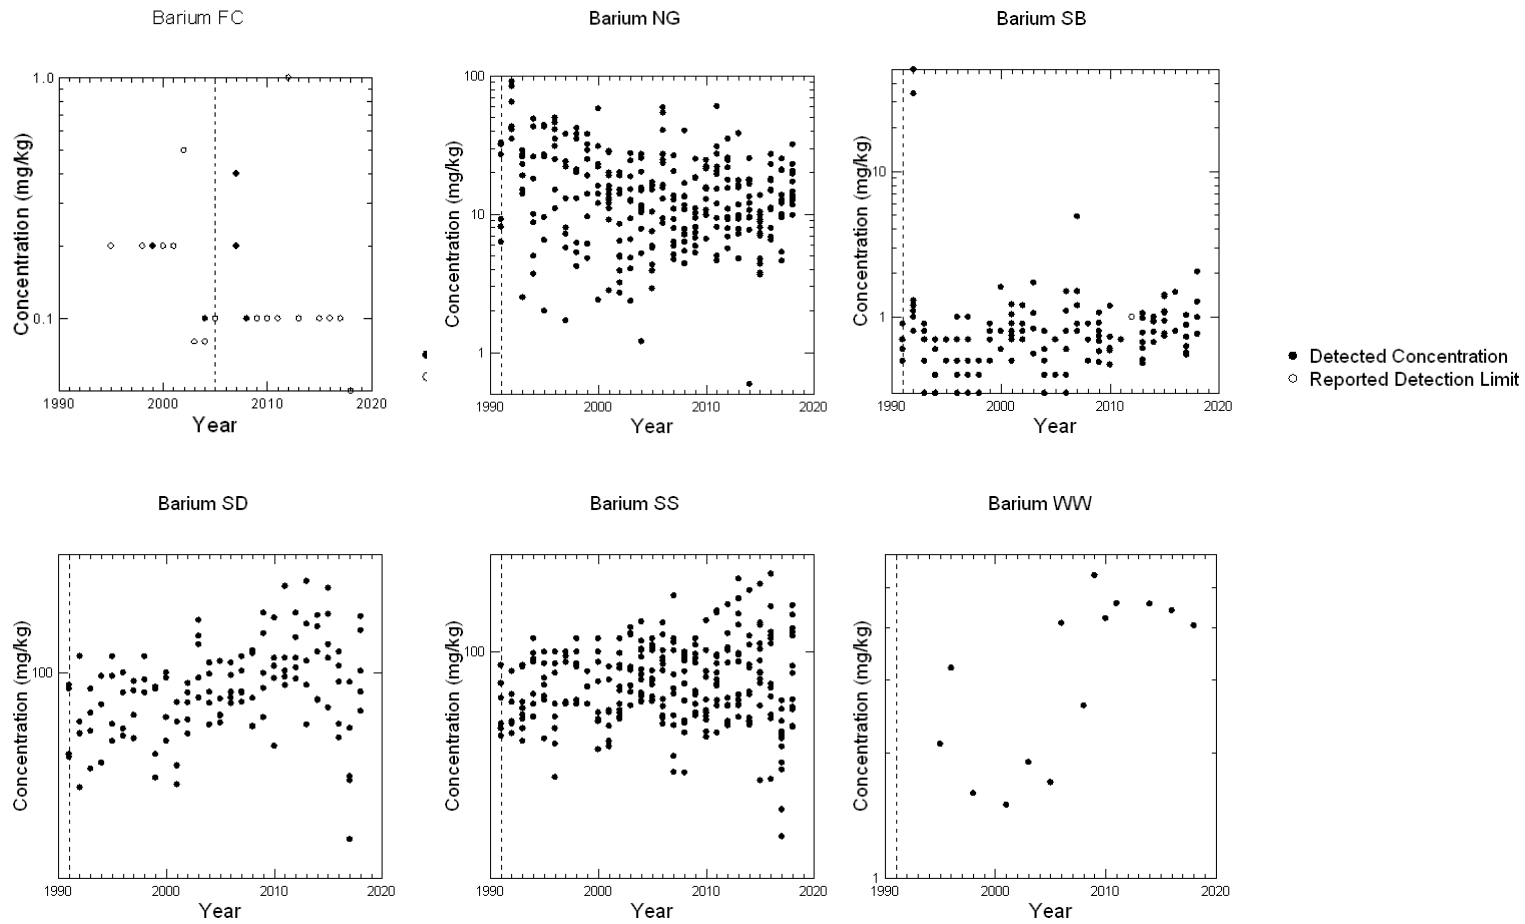 Barium FC
Barium NG
Barium SB
Concentration (mg/kg)
1.0
0.1
1990
2000
2010
2020
Year
Concentration (mg/kg)
100
10
1
1990
2000
2010
2020
Year
Concentration (mg/kg)
10
1
1990
2000
2010
2020
Year
Detected Concentration
Reported Detection Limit
Barium SD
Barium SS
Barium WW
Concentration (mg/kg)
100
1990
2000
2010
2020
Year
Concentration (mg/kg)
100
1990
2000
2010
2020
Year
Concentration (mg/kg)
1
1990
2000
2010
2020
Year